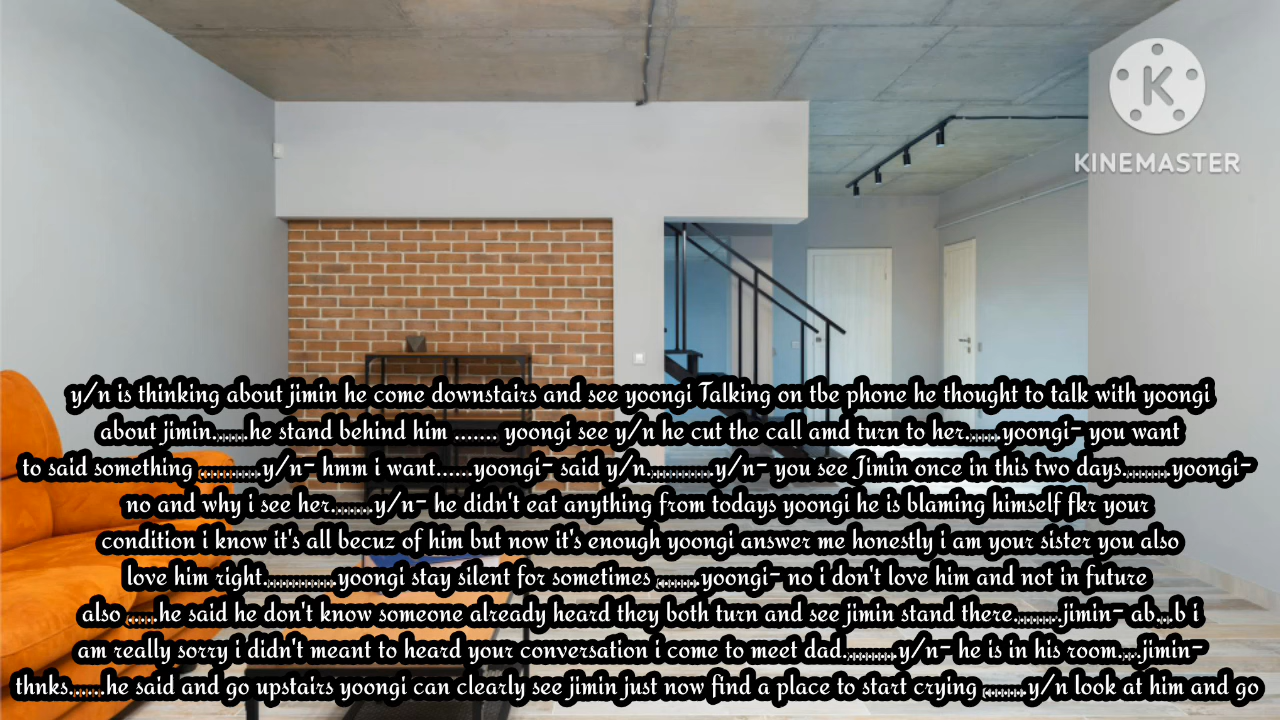 KINEMASTER
y/n is thinking about jimin he come downstairs and see yoongi Talking on tbe phone he thought to talk with yoongi
about jimin.,,,,,,,.he stand behind him ....... yoongi see y/n he cut the call amd turn to her.,,,,,,,.yoongi- you want
to said something ,,,,,,,,,,,,,.y/n- hmm i want......yoongi- said y/n.,,,,,,,,,,,,.y/n- you see Jimin once in this two days.,,,,,,,,.yoongi-
no and why i see her.,,,,,,.y/n- he didn't eat anything from todays yoongi he is blaming himself fkr your
condition i know it's all becuz of him but now it's enough yoongi answer me honestly i am your sister you also
love him right.,,,,,,,,,,,,,,.yoongi stay silent for sometimes ,,,,,,,,,.yoongi- no i don't love him and not in future
also ,,,,,,.he said he don't know someone already heard they both turn and see jimin stand there.,,,,,,,,.jimin- ab.,,.b i
am really sorry i didn't meant to heard your conversation i come to meet dad.,,,,,,,,,,.y/n- he is in his room.,,,.jimin-
thnks.,,,,,,.he said and go upstairs yoongi can clearly see jimin just now find a place to start crying ,,,,,,,,.y/n look at him and go